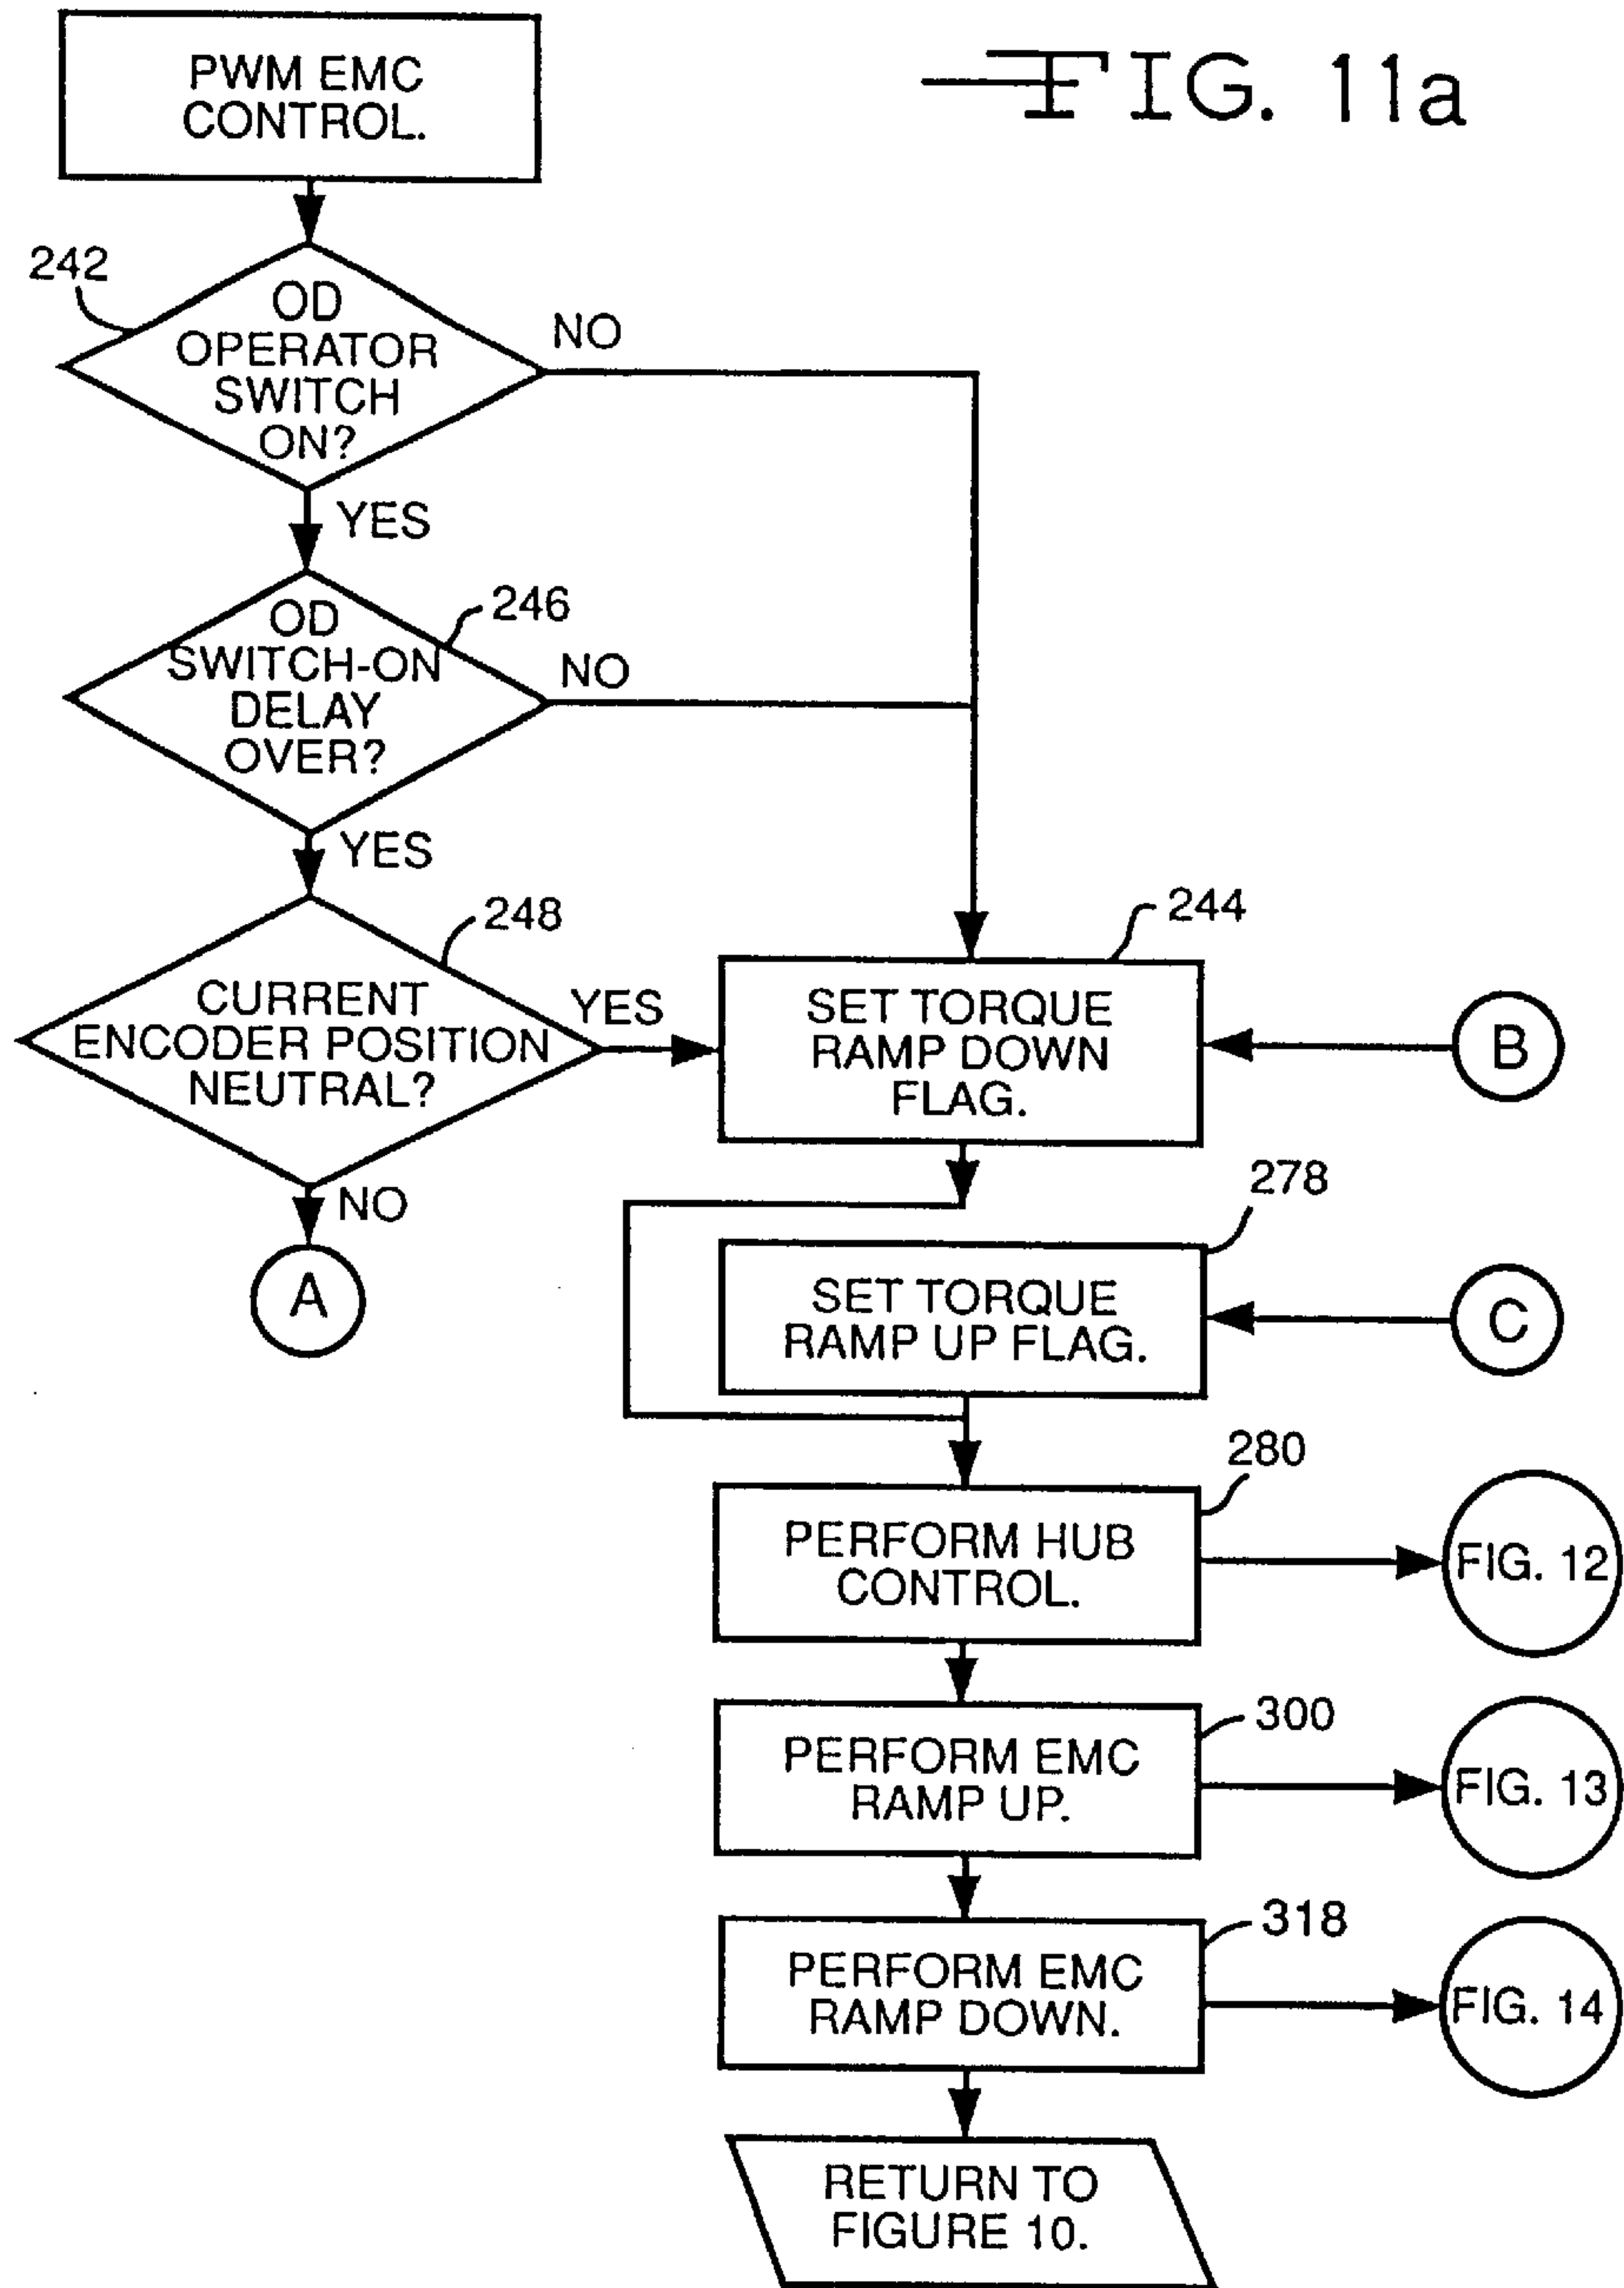 FIG. 11a
PWM EMC
CONTROL.
242
OD
OPERATOR
SWITCH
ON?
NO
YES
246
OD
SWITCH-ON
DELAY
OVER?
NO
YES
248
CURRENT
ENCODER POSITION
NEUTRAL?
YES
NO
A
244
SET TORQUE
RAMP DOWN
FLAG.
B
278
SET TORQUE
RAMP UP FLAG.
C
280
PERFORM HUB
CONTROL.
FIG. 12
300
PERFORM EMC
RAMP UP.
FIG. 13
318
PERFORM EMC
RAMP DOWN.
FIG. 14
RETURN TO
FIGURE 10.